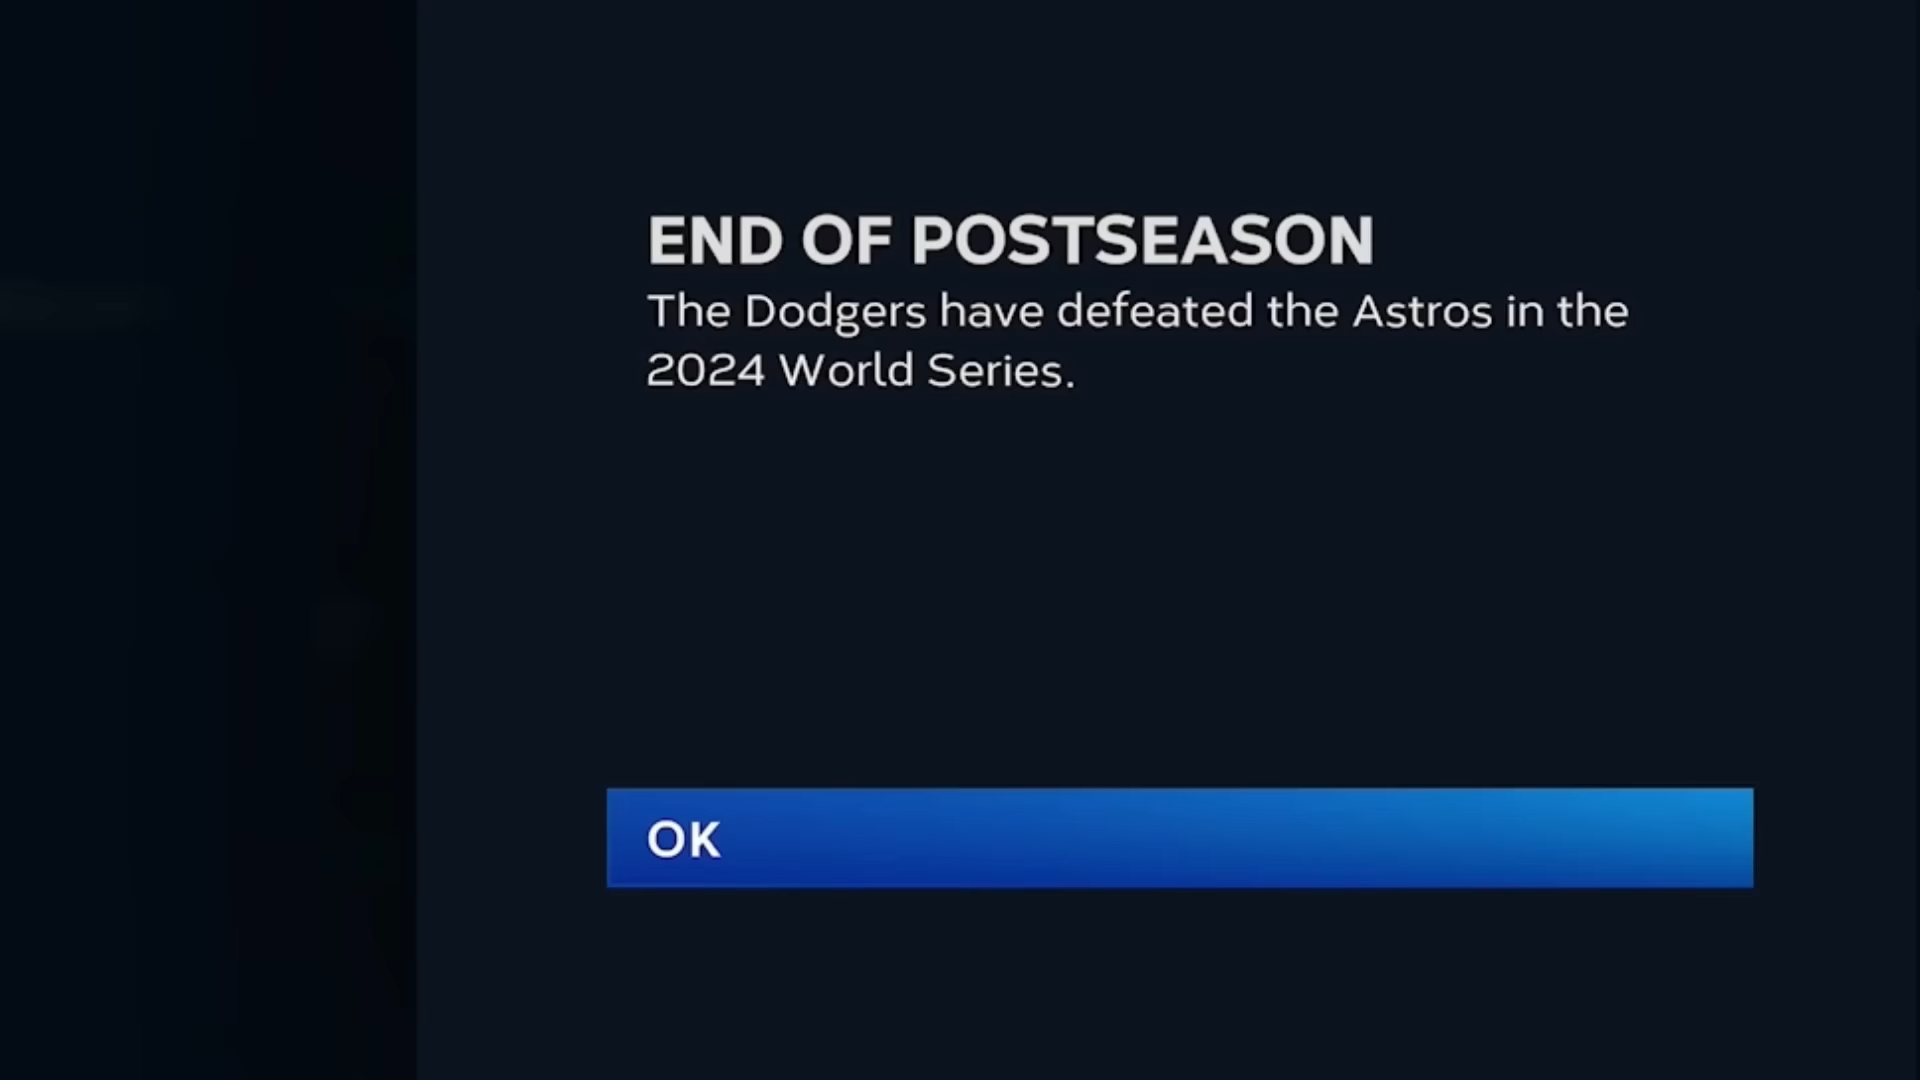 END OF POSTSEASON
The Dodgers have defeated the Astros in the
2024 World Series.
OK